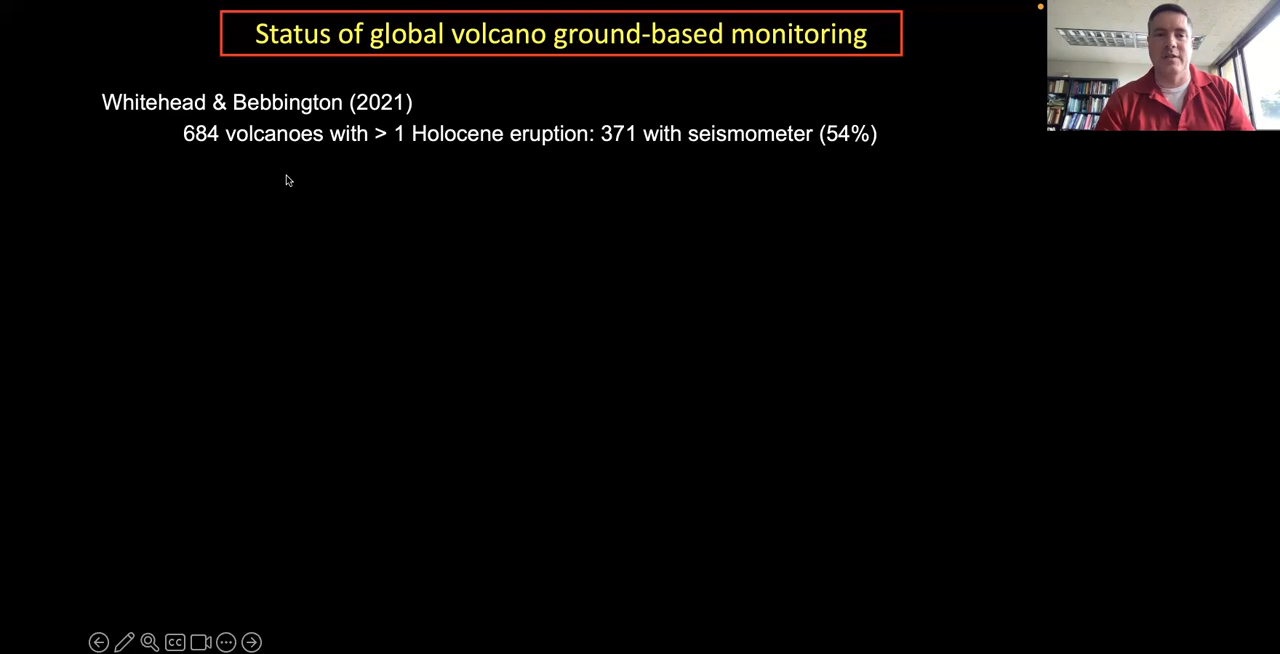 Status of global volcano ground-based monitoring
Whitehead & Bebbington (2021)
684 volcanoes with > 1 Holocene eruption: 371 with seismometer (54%)
CC